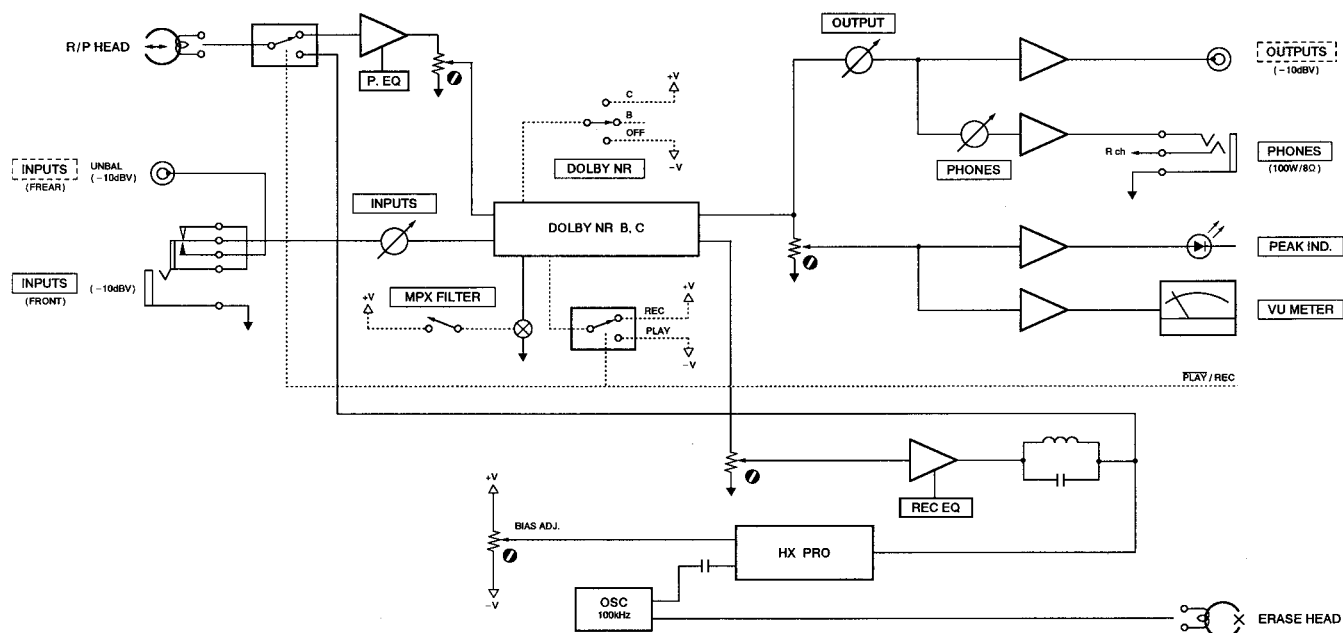 OUTPUT
R/P HEAD
OUTPUTS
(-10dBV)
P. EQ
+V
C
B
OFF
-V
DOLBY NR
PHONES
R ch
PHONES
(100W/8Ω)
INPUTS
(FREAR)
UNBAL
(-10dBV)
INPUTS
DOLBY NR B, C
PEAK IND.
INPUTS
(FRONT)
(-10dBV)
MPX FILTER
+V
+V
REC
PLAY
-V
VU METER
PLAY / REC
+V
REC EQ
BIAS ADJ.
HX PRO
-V
OSC
100kHz
ERASE HEAD